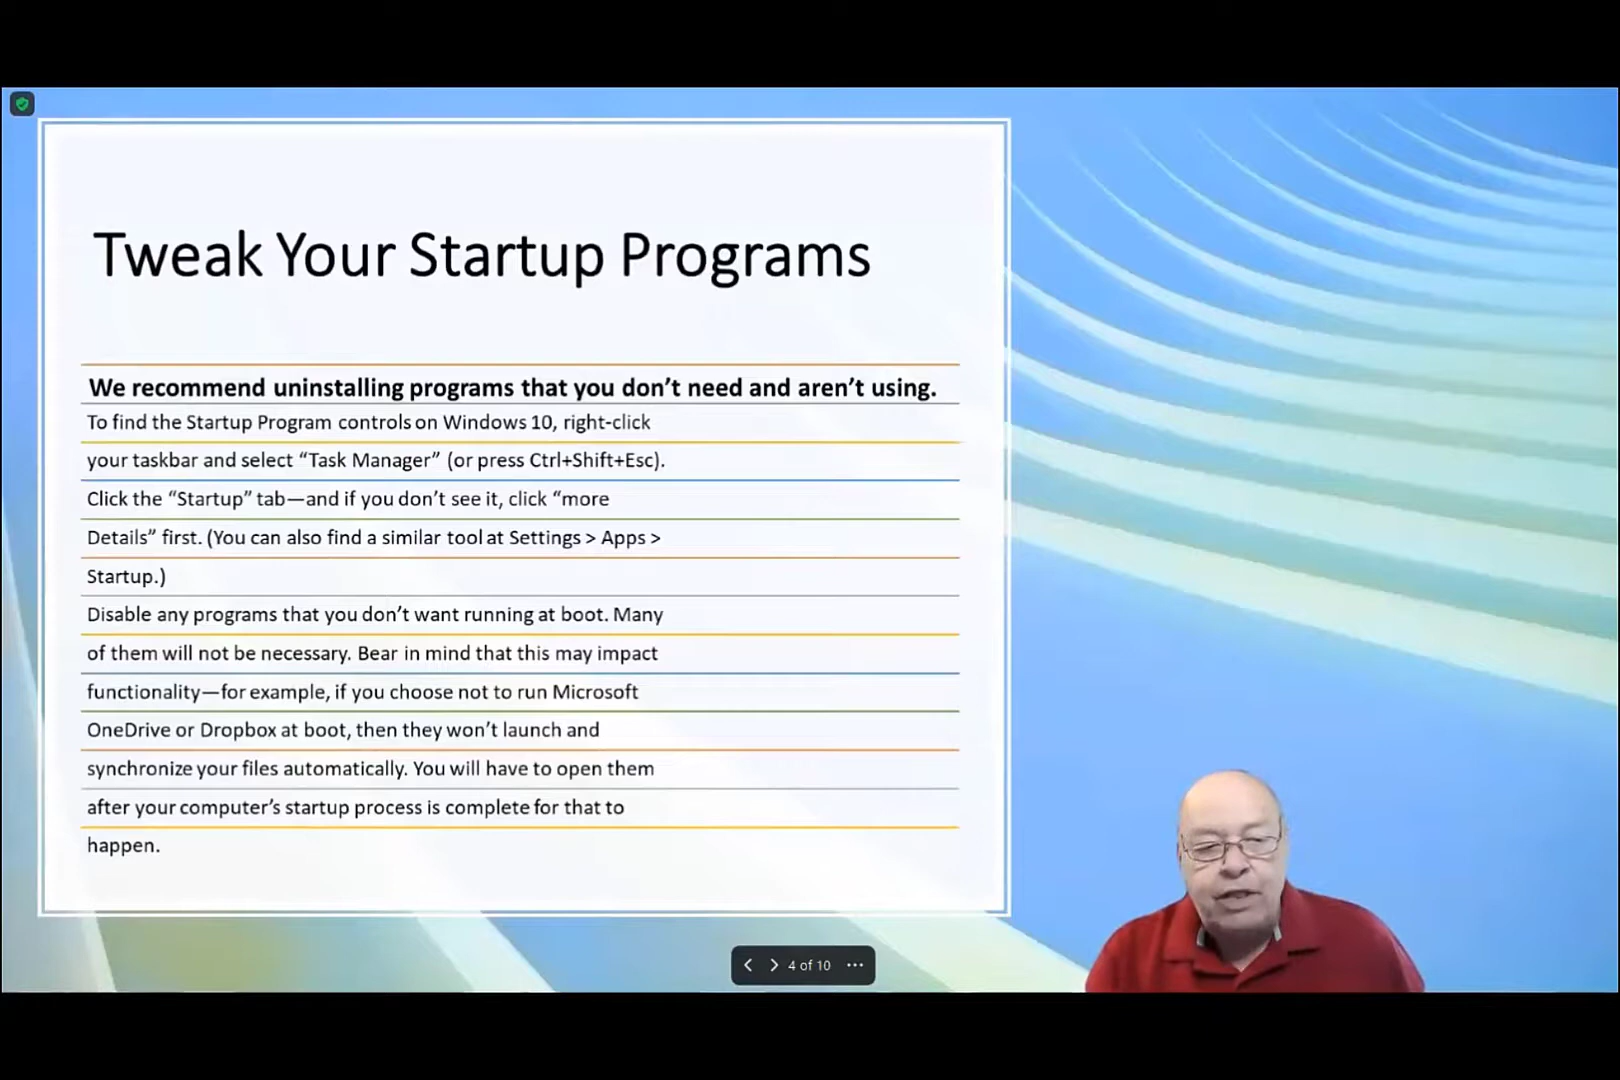 Tweak Your Startup Programs
We recommend uninstalling programs that you don’t need and aren’t using.
To find the Startup Program controls on Windows 10, right-click
your taskbar and select “Task Manager” (or press Ctrl+Shift+Esc).
Click the “Startup” tab—and if you don’t see it, click “more
Details” first. (You can also find a similar tool at Settings > Apps >
Startup.)
Disable any programs that you don’t want running at boot. Many
of them will not be necessary. Bear in mind that this may impact
functionality—for example, if you choose not to run Microsoft
OneDrive or Dropbox at boot, then they won’t launch and
synchronize your files automatically. You will have to open them
after your computer’s startup process is complete for that to
happen.
4 of 10